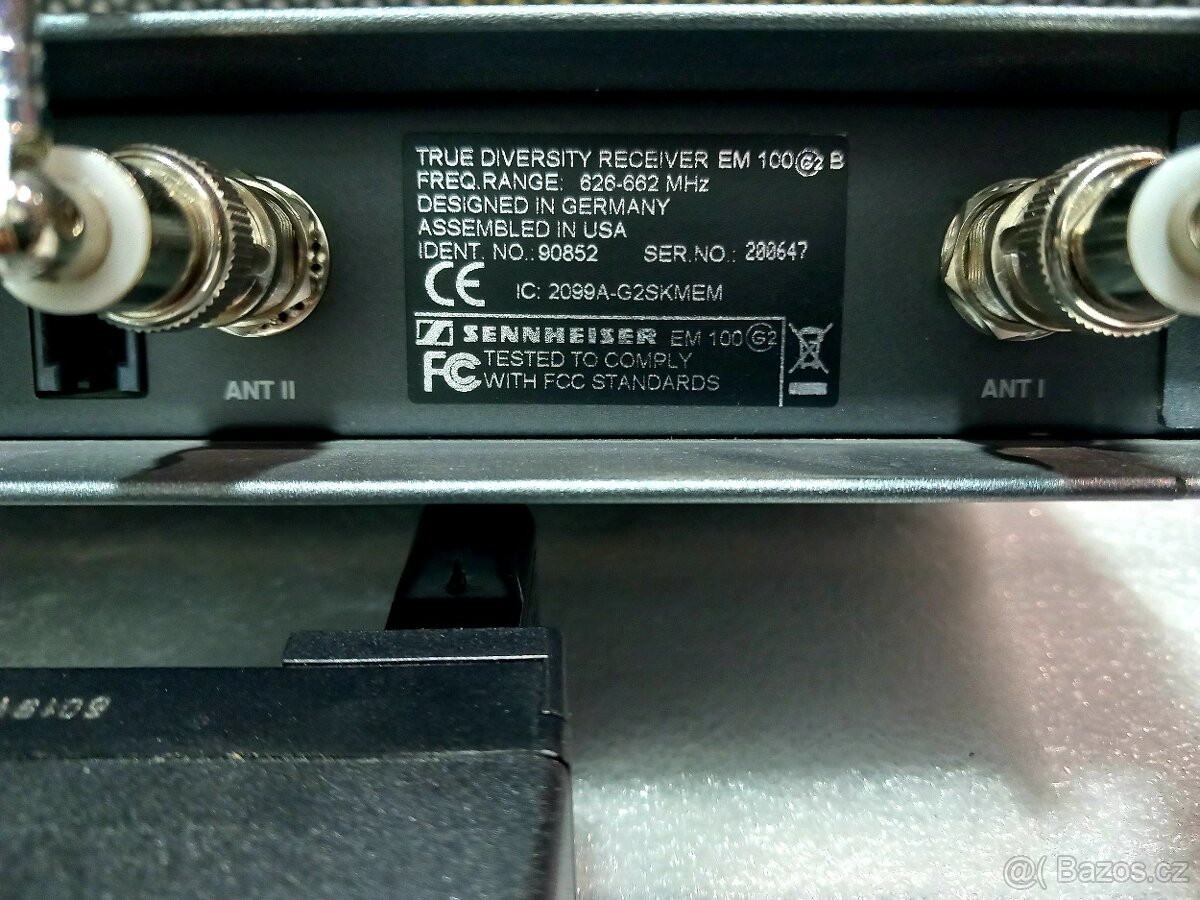 TRUE DIVERSITY RECEIVER EM 100 G2 B
FREQ.RANGE: 626-662 MHz
DESIGNED IN GERMANY
ASSEMBLED IN USA
IDENT. NO.: 90852 SER.NO.: 200647
CE IC: 2099A-G2SKMEM
SENNHEISER EM 100 G2
FC TESTED TO COMPLY
WITH FCC STANDARDS
ANT II
ANT I
@( Bazos.cz